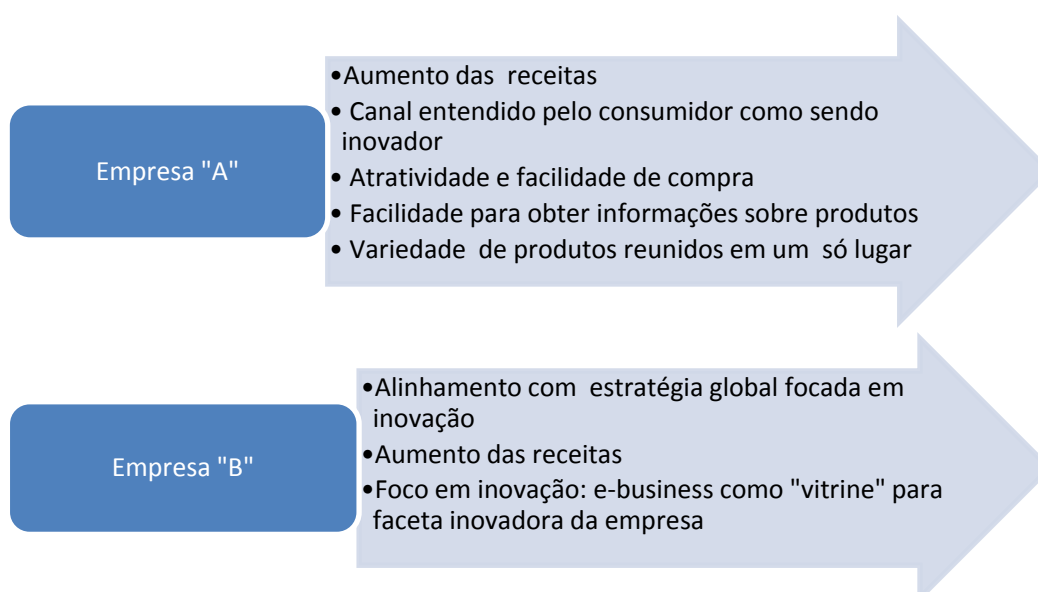 Empresa "A"
•Aumento das receitas
• Canal entendido pelo consumidor como sendo
inovador
• Atratividade e facilidade de compra
• Facilidade para obter informações sobre produtos
• Variedade de produtos reunidos em um só lugar
Empresa "B"
•Alinhamento com estratégia global focada em
inovação
•Aumento das receitas
•Foco em inovação: e-business como "vitrine" para
faceta inovadora da empresa